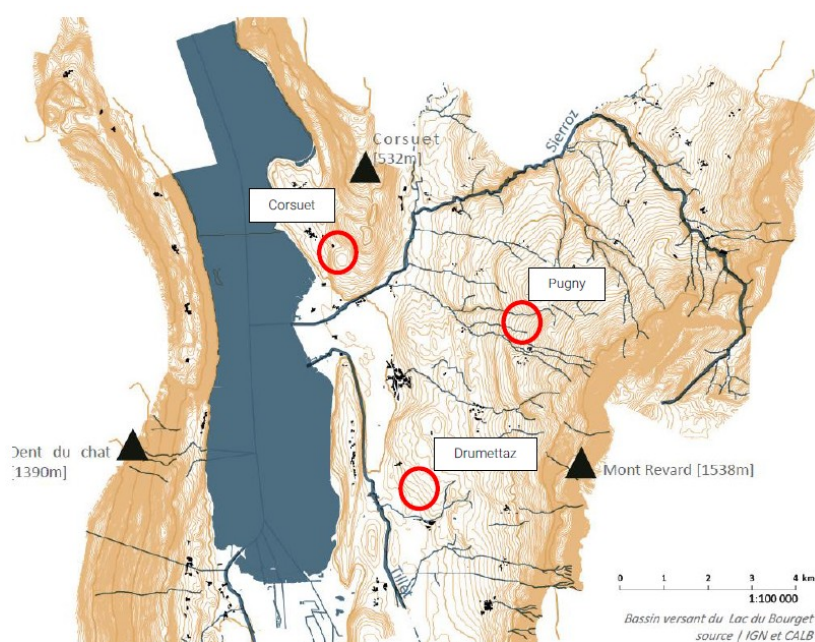 Sierroz
Corsuet
[532m]
Corsuet
Pugny
Dent du chat
[1390m]
Drumettaz
Mont Revard [1538m]
Tillet
0 1 2 3 4 km
1:100 000
Bassin versant du Lac du Bourget
source / IGN et CALB